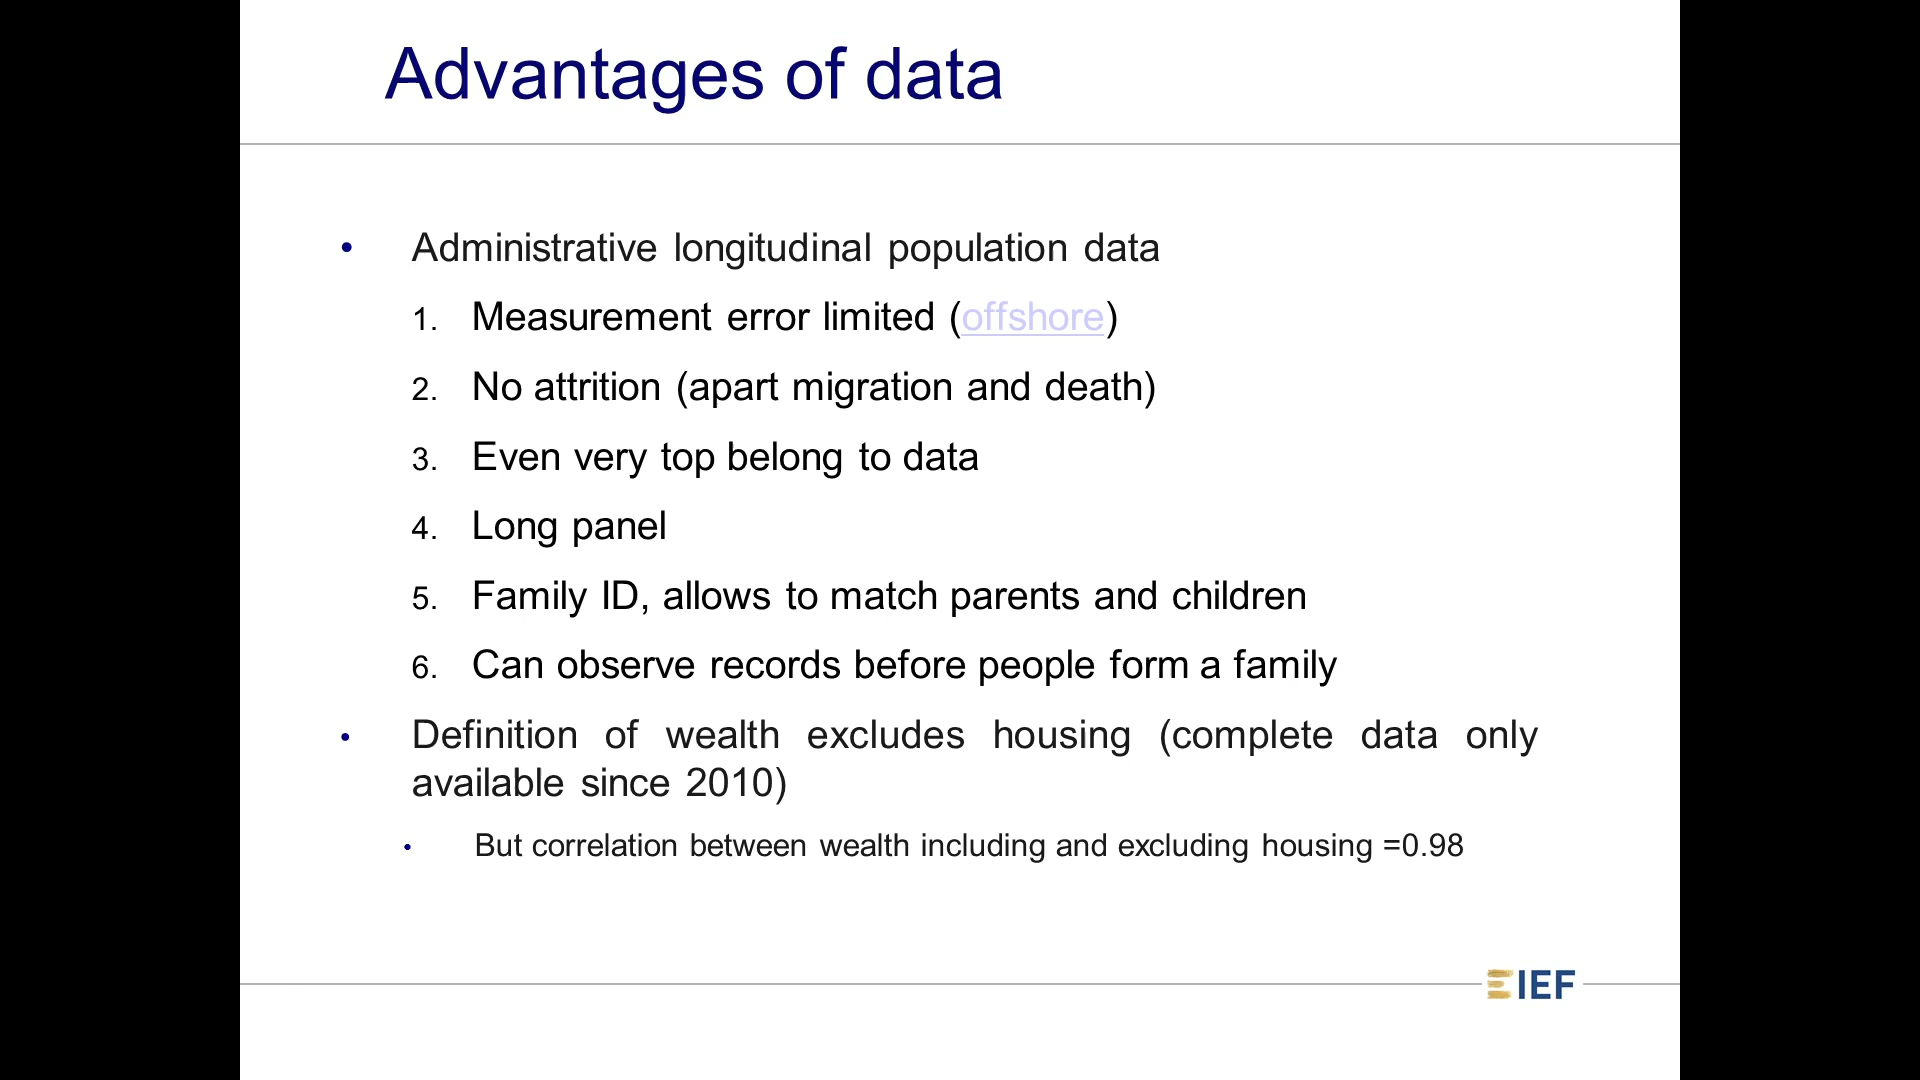 Advantages of data
• Administrative longitudinal population data
1. Measurement error limited (offshore)
2. No attrition (apart migration and death)
3. Even very top belong to data
4. Long panel
5. Family ID, allows to match parents and children
6. Can observe records before people form a family
• Definition of wealth excludes housing (complete data only
available since 2010)
• But correlation between wealth including and excluding housing =0.98
EIEF